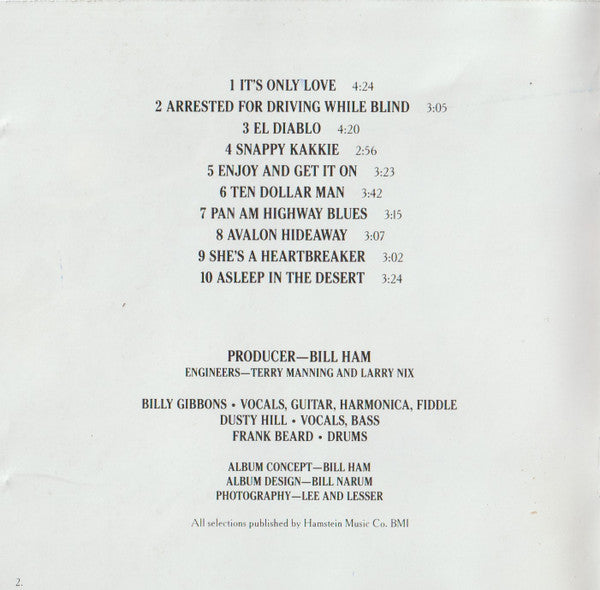 1 IT'S ONLY LOVE 4:24
2 ARRESTED FOR DRIVING WHILE BLIND 3:05
3 EL DIABLO 4:20
4 SNAPPY KAKKIE 2:56
5 ENJOY AND GET IT ON 3:23
6 TEN DOLLAR MAN 3:42
7 PAN AM HIGHWAY BLUES 3:15
8 AVALON HIDEAWAY 3:07
9 SHE'S A HEARTBREAKER 3:02
10 ASLEEP IN THE DESERT 3:24
PRODUCER—BILL HAM
ENGINEERS—TERRY MANNING AND LARRY NIX
BILLY GIBBONS • VOCALS, GUITAR, HARMONICA, FIDDLE
DUSTY HILL • VOCALS, BASS
FRANK BEARD • DRUMS
ALBUM CONCEPT—BILL HAM
ALBUM DESIGN—BILL NARUM
PHOTOGRAPHY—LEE AND LESSER
All selections published by Hamstein Music Co. BMI
2.